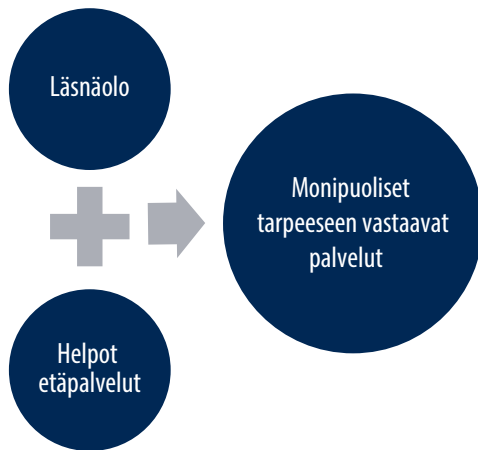 Läsnäolo
Monipuoliset
tarpeeseen vastaavat
palvelut
Helpot
etäpalvelut